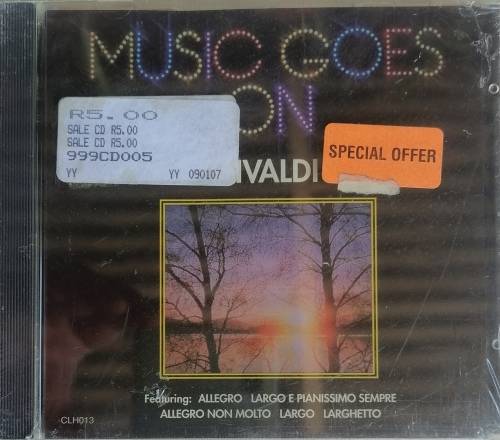 MUSIC GOES
ON
R5.00
SALE CD R5.00
SALE CD R5.00
999CD005
YY YY 090107
SPECIAL OFFER
IVALDI
Featuring: ALLEGRO LARGO E PIANISSIMO SEMPRE
ALLEGRO NON MOLTO LARGO LARGHETTO
CLH013